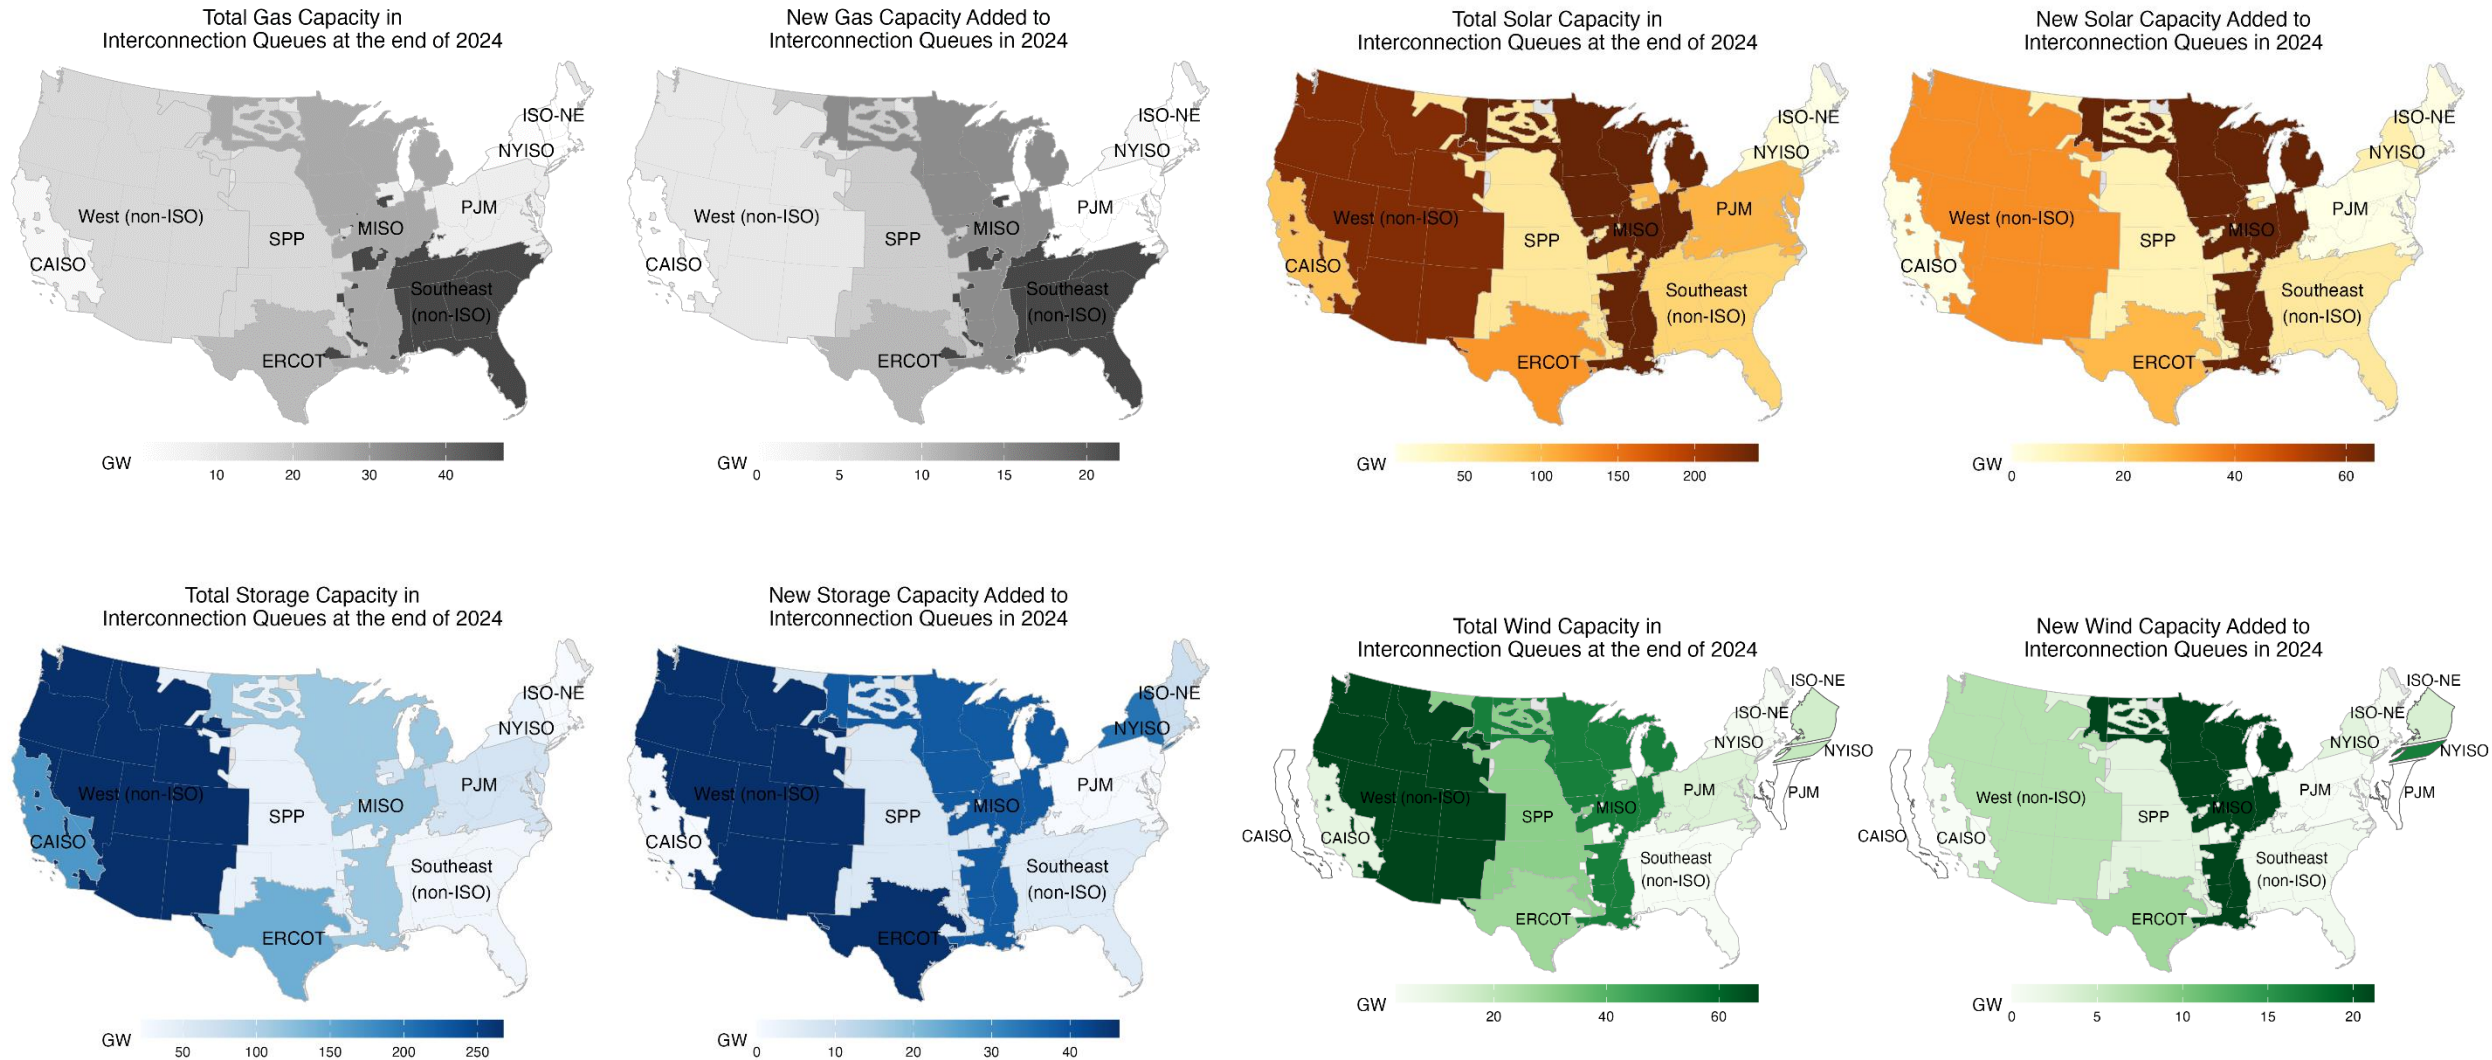 Total Gas Capacity in
Interconnection Queues at the end of 2024
ISO-NE
NYISO
West (non-ISO)
PJM
MISO
SPP
CAISO
Southeast
(non-ISO)
ERCOT
GW
10 20 30 40
New Gas Capacity Added to
Interconnection Queues in 2024
ISO-NE
NYISO
West (non-ISO)
PJM
MISO
SPP
CAISO
Southeast
(non-ISO)
ERCOT
GW
0 5 10 15 20
Total Solar Capacity in
Interconnection Queues at the end of 2024
ISO-NE
NYISO
West (non-ISO)
PJM
MISO
SPP
CAISO
Southeast
(non-ISO)
ERCOT
GW
50 100 150 200
New Solar Capacity Added to
Interconnection Queues in 2024
ISO-NE
NYISO
West (non-ISO)
PJM
MISO
SPP
CAISO
Southeast
(non-ISO)
ERCOT
GW
0 20 40 60
Total Storage Capacity in
Interconnection Queues at the end of 2024
ISO-NE
NYISO
West (non-ISO)
PJM
MISO
SPP
CAISO
Southeast
(non-ISO)
ERCOT
GW
50 100 150 200 250
New Storage Capacity Added to
Interconnection Queues in 2024
ISO-NE
NYISO
West (non-ISO)
PJM
MISO
SPP
CAISO
Southeast
(non-ISO)
ERCOT
GW
0 10 20 30 40
Total Wind Capacity in
Interconnection Queues at the end of 2024
ISO-NE
ISO-NE
NYISO
NYISO
West (non-ISO)
PJM
PJM
MISO
SPP
CAISO
CAISO
Southeast
(non-ISO)
ERCOT
GW
20 40 60
New Wind Capacity Added to
Interconnection Queues in 2024
ISO-NE
ISO-NE
NYISO
NYISO
West (non-ISO)
PJM
PJM
MISO
SPP
CAISO
CAISO
Southeast
(non-ISO)
ERCOT
GW
0 5 10 15 20